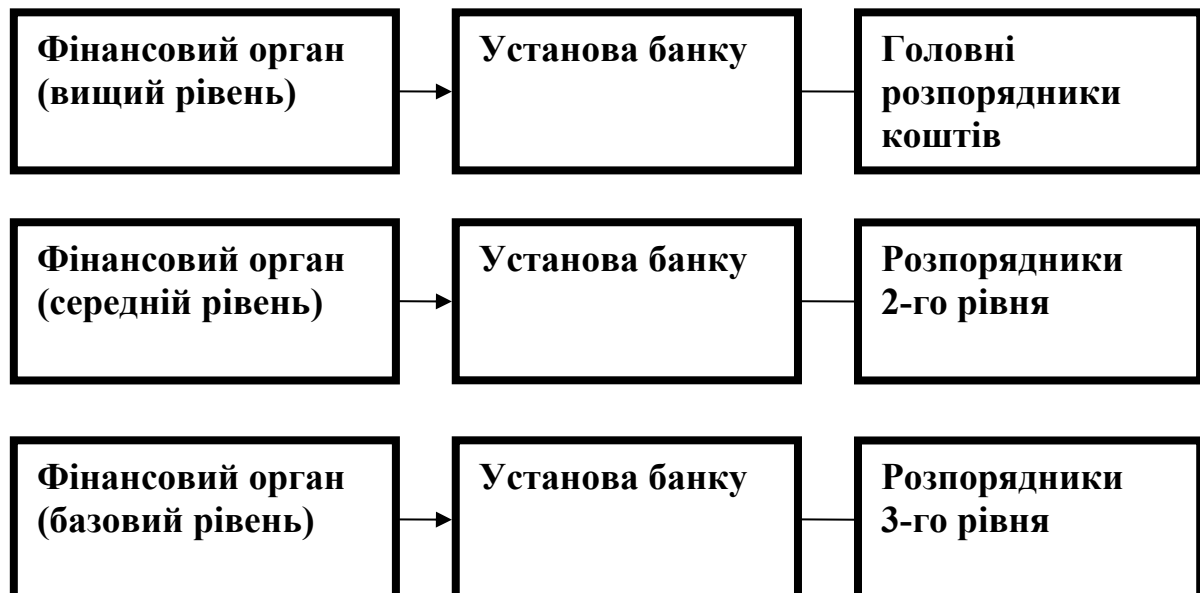 Фінансовий орган
(вищий рівень)
Установа банку
Головні
розпорядники
коштів
Фінансовий орган
(середній рівень)
Установа банку
Розпорядники
2-го рівня
Фінансовий орган
(базовий рівень)
Установа банку
Розпорядники
3-го рівня